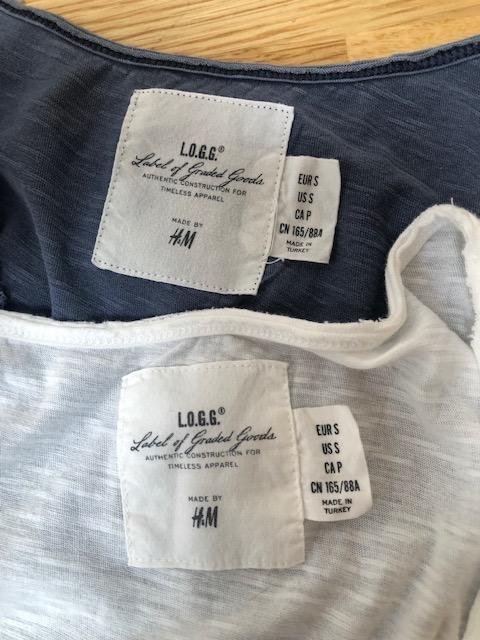 L.O.G.G.®
Label of Graded Goods
AUTHENTIC CONSTRUCTION FOR
TIMELESS APPAREL
MADE BY
H&M
EUR S
US S
CA P
CN 165/88A
MADE IN
TURKEY
L.O.G.G.®
Label of Graded Goods
AUTHENTIC CONSTRUCTION FOR
TIMELESS APPAREL
MADE BY
H&M
EUR S
US S
CA P
CN 165/88A
MADE IN
TURKEY